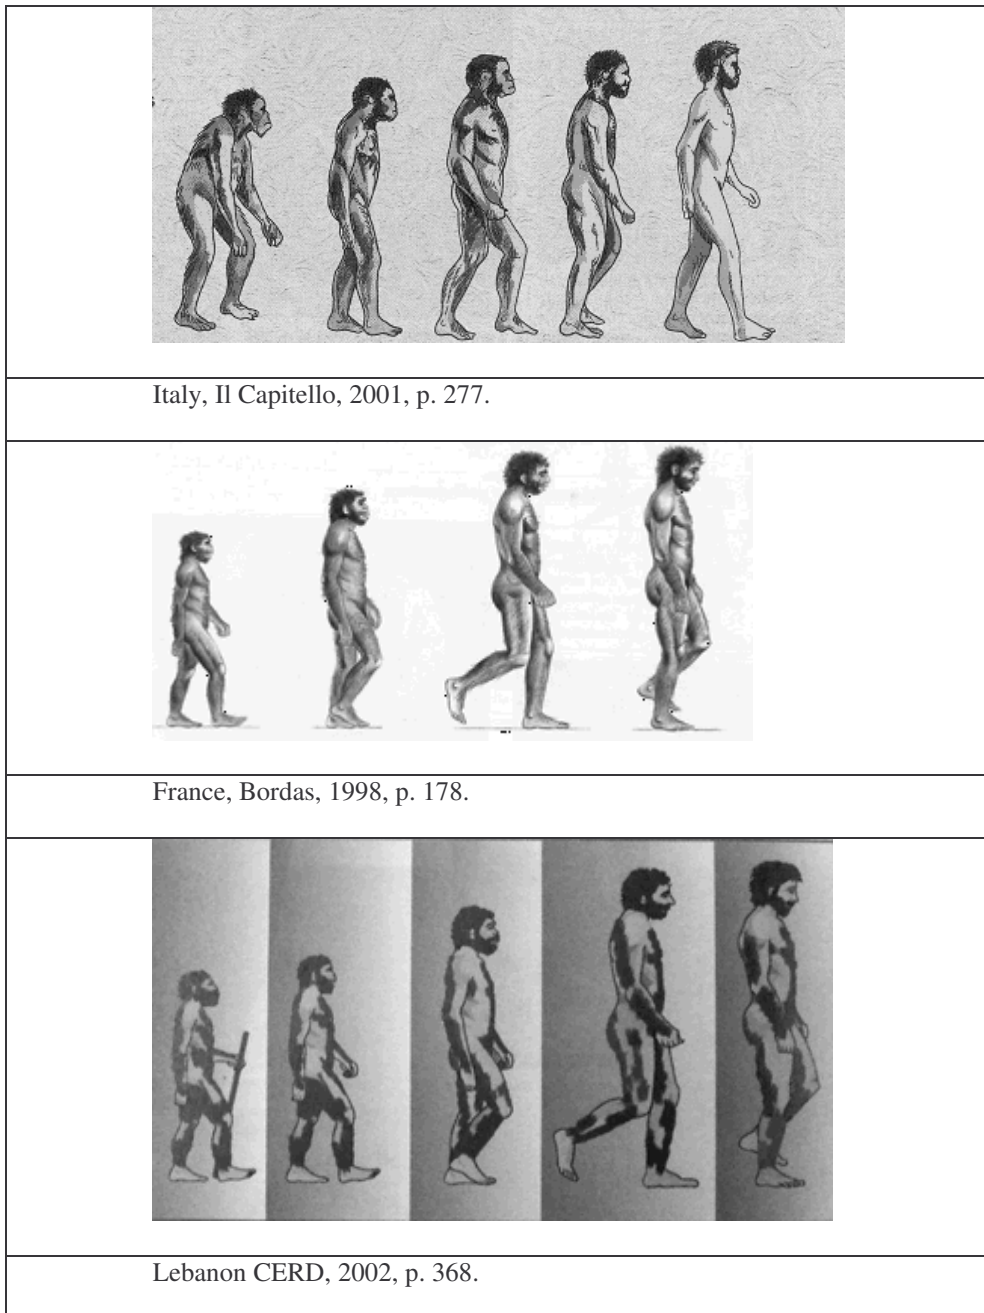 Italy, Il Capitello, 2001, p. 277.
France, Bordas, 1998, p. 178.
Lebanon CERD, 2002, p. 368.